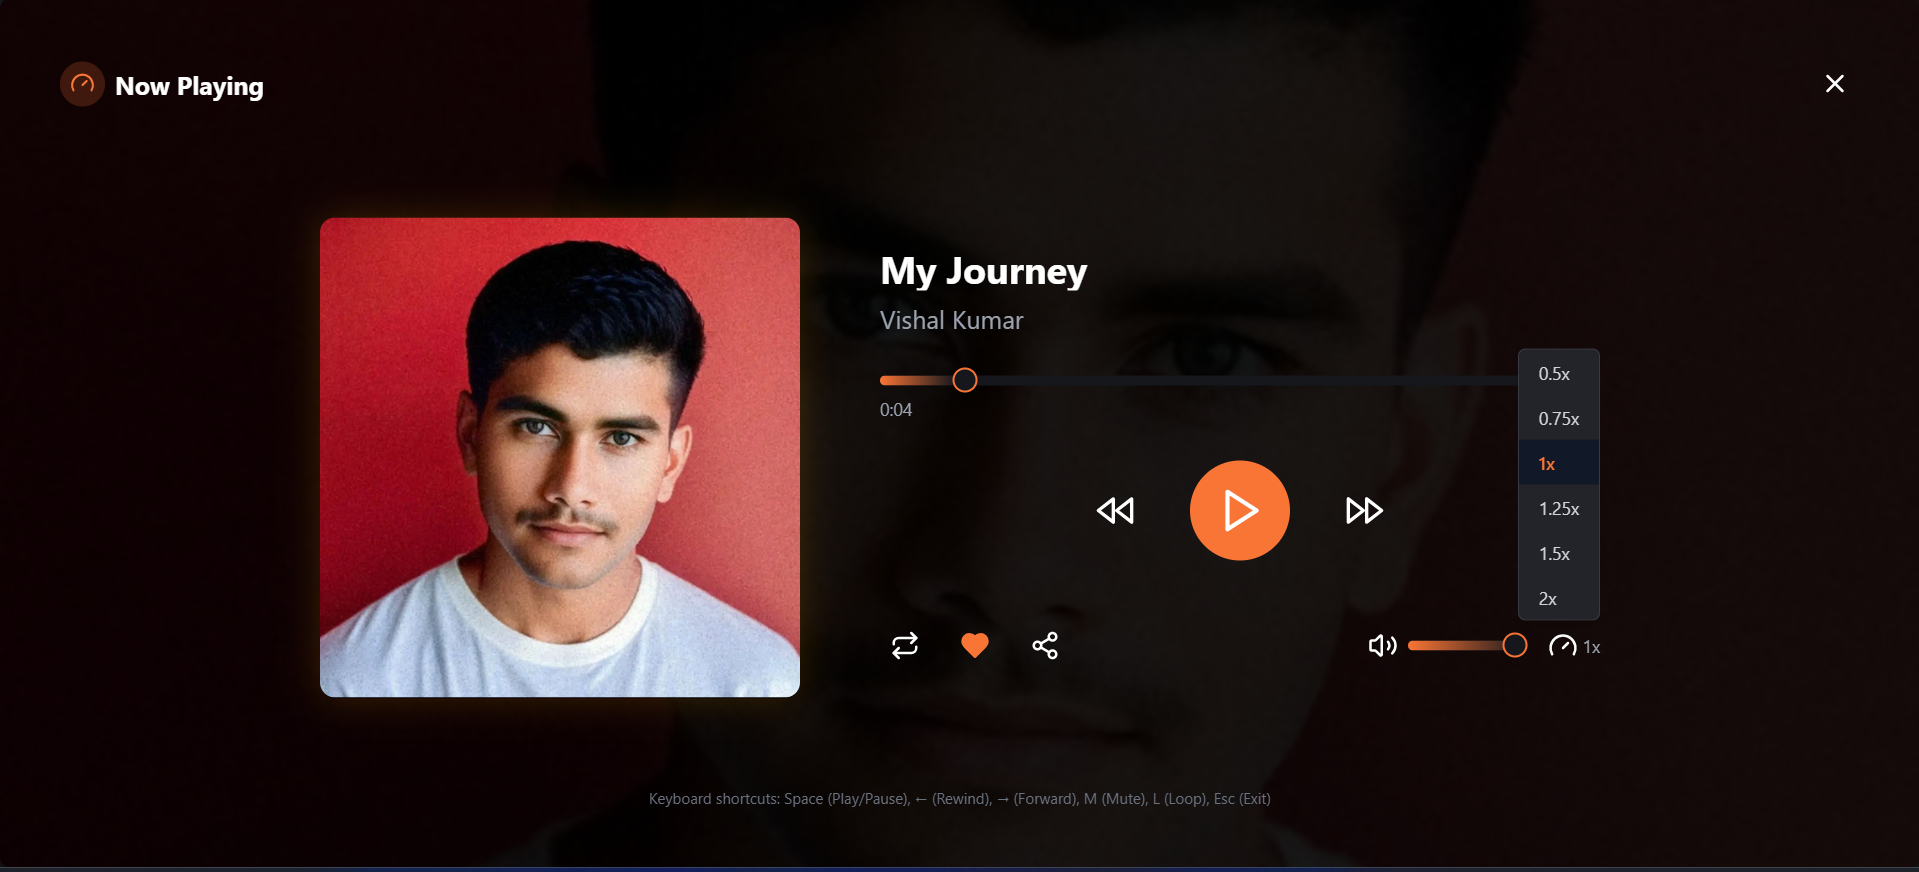 Now Playing
My Journey
Vishal Kumar
0:04
0.5x
0.75x
1x
1.25x
1.5x
2x
1x
Keyboard shortcuts: Space (Play/Pause), ← (Rewind), → (Forward), M (Mute), L (Loop), Esc (Exit)